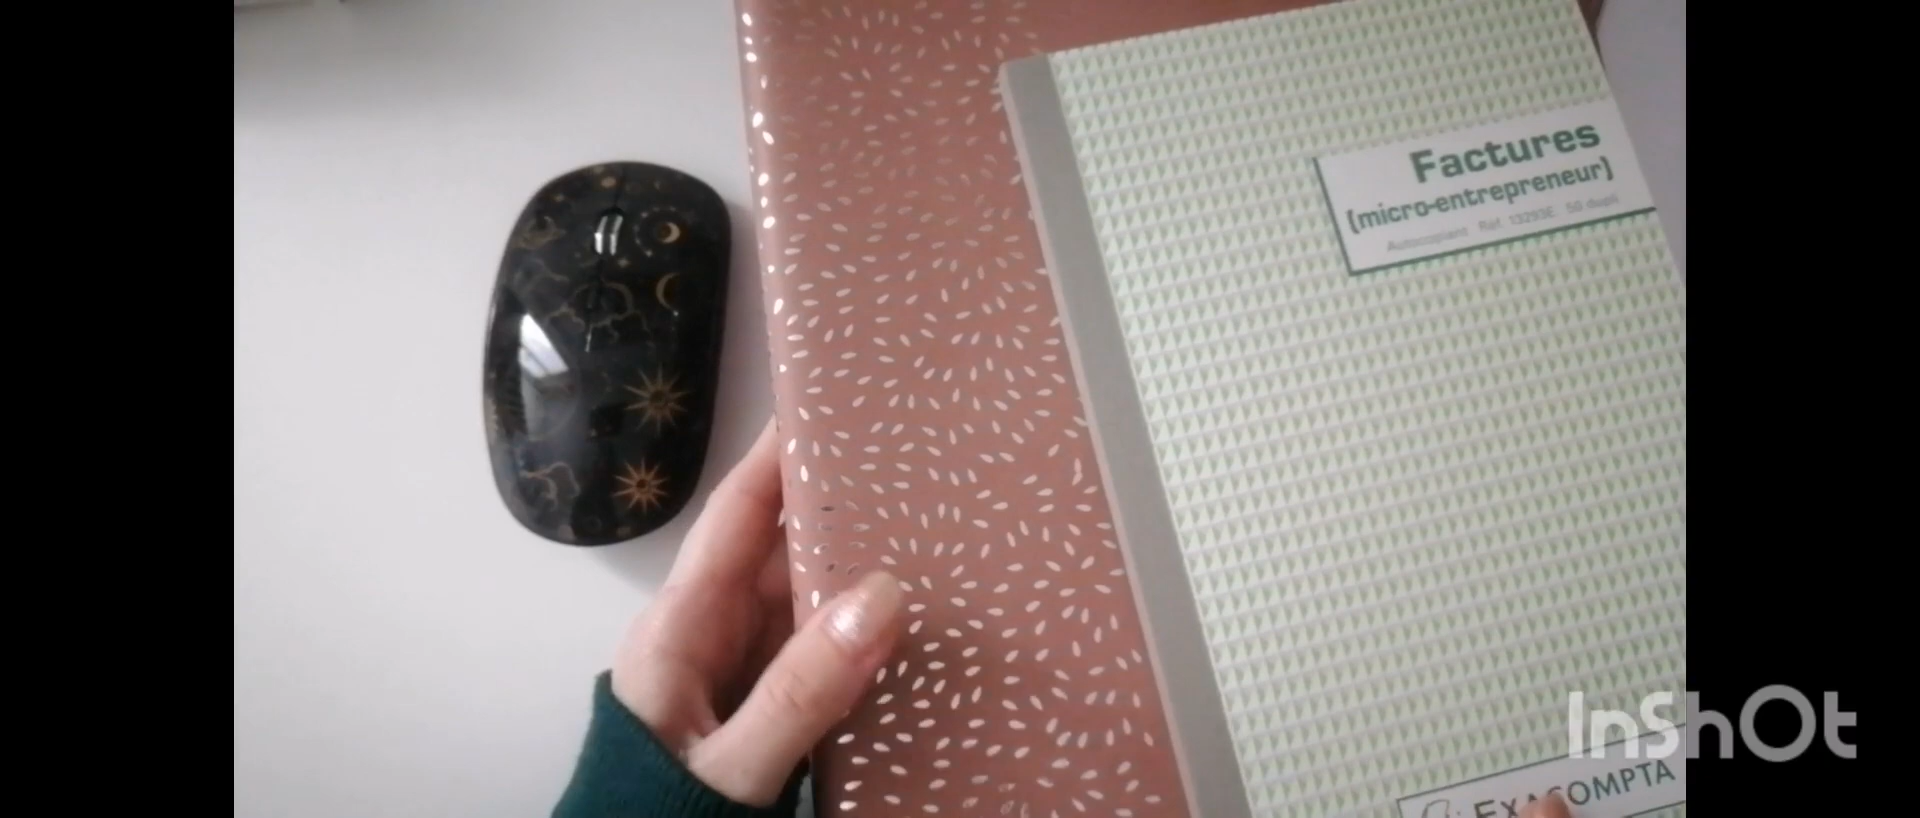 Factures
(micro-entrepreneur)
Autocopiant Réf. 13293E 50 dupli
EXACOMPTA
InShOt